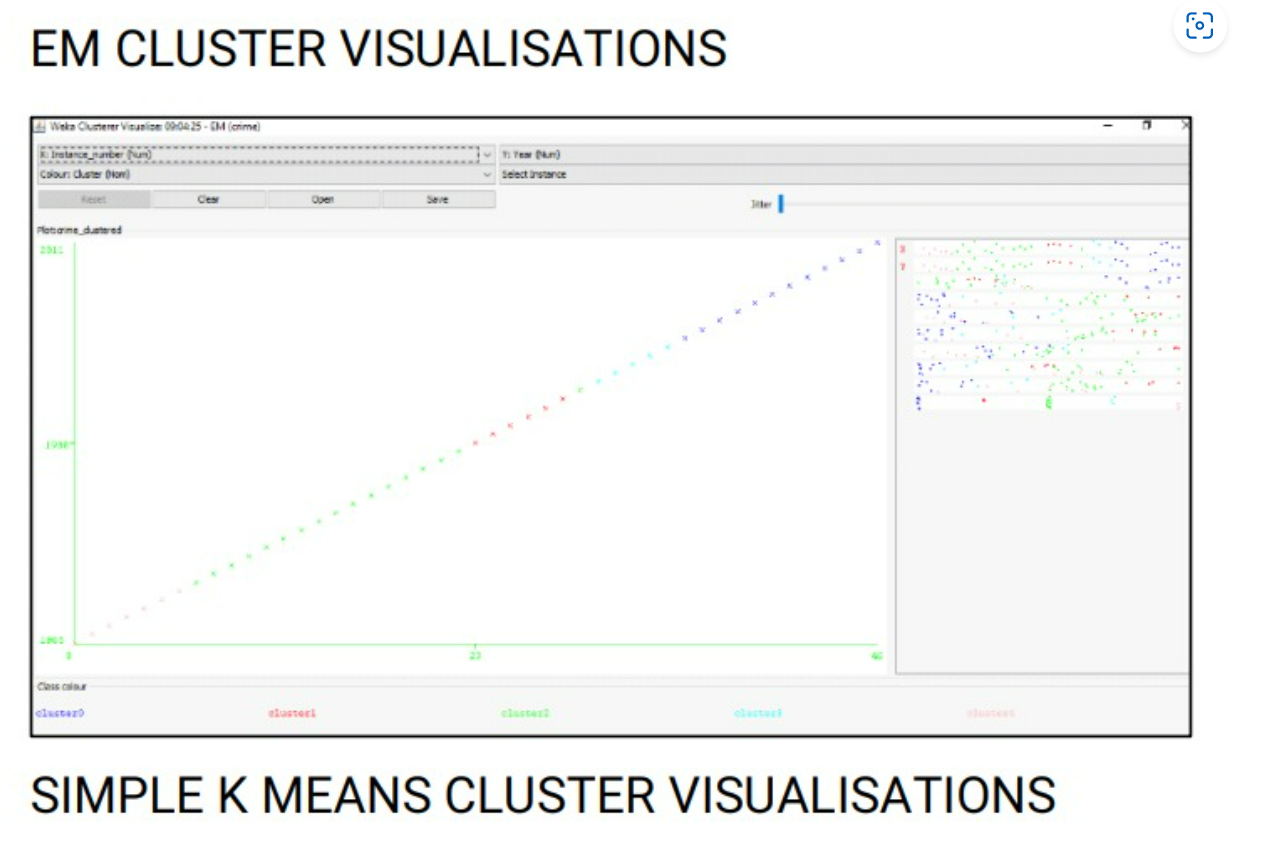 EM CLUSTER VISUALISATIONS
Weka Clusterer Visualize: 09:04:25 - EM (crime)
X: Instance_number (Num)
Y: Year (Num)
Colour: Cluster (Nom)
Select Instance
Reset
Clear
Open
Save
Jitter
Plot:crime_clustered
2011
X
Y
0
23
46
Class colour
cluster0
cluster1
cluster2
cluster3
cluster4
SIMPLE K MEANS CLUSTER VISUALISATIONS